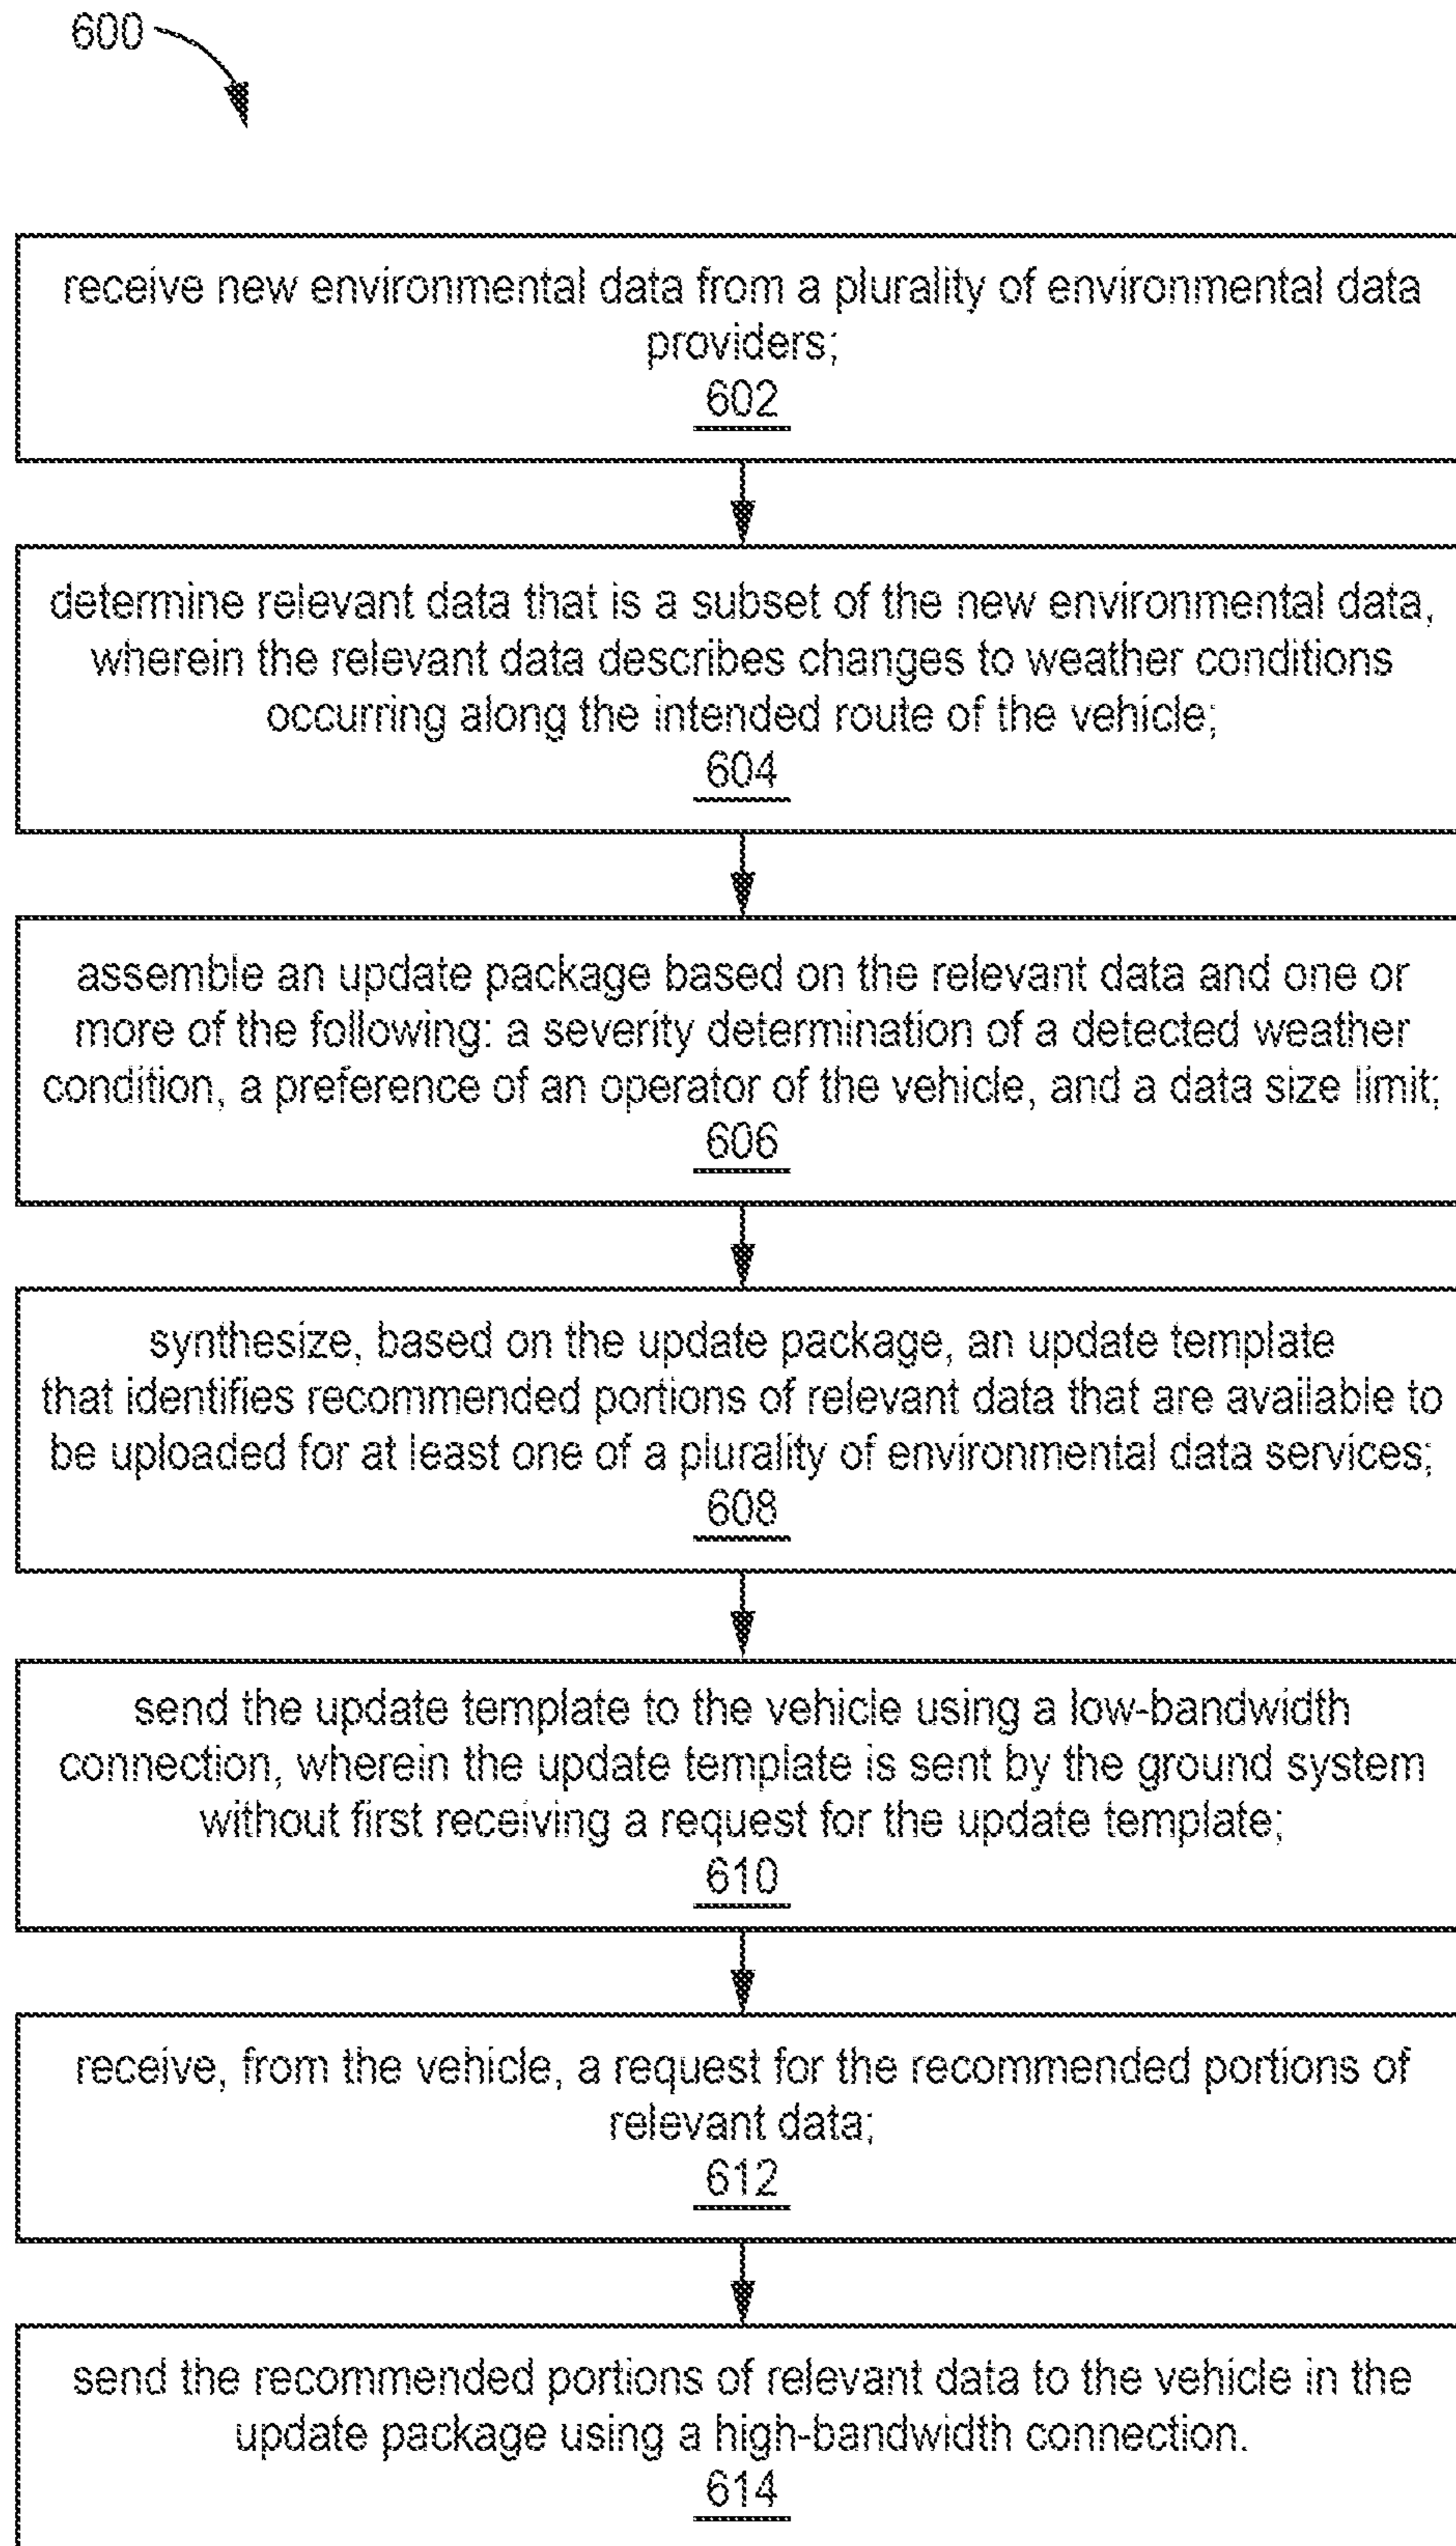 600
receive new environmental data from a plurality of environmental data
providers;
602
determine relevant data that is a subset of the new environmental data,
wherein the relevant data describes changes to weather conditions
occurring along the intended route of the vehicle;
604
assemble an update package based on the relevant data and one or
more of the following: a severity determination of a detected weather
condition, a preference of an operator of the vehicle, and a data size limit;
606
synthesize, based on the update package, an update template
that identifies recommended portions of relevant data that are available to
be uploaded for at least one of a plurality of environmental data services;
608
send the update template to the vehicle using a low-bandwidth
connection, wherein the update template is sent by the ground system
without first receiving a request for the update template;
610
receive, from the vehicle, a request for the recommended portions of
relevant data;
612
send the recommended portions of relevant data to the vehicle in the
update package using a high-bandwidth connection.
614